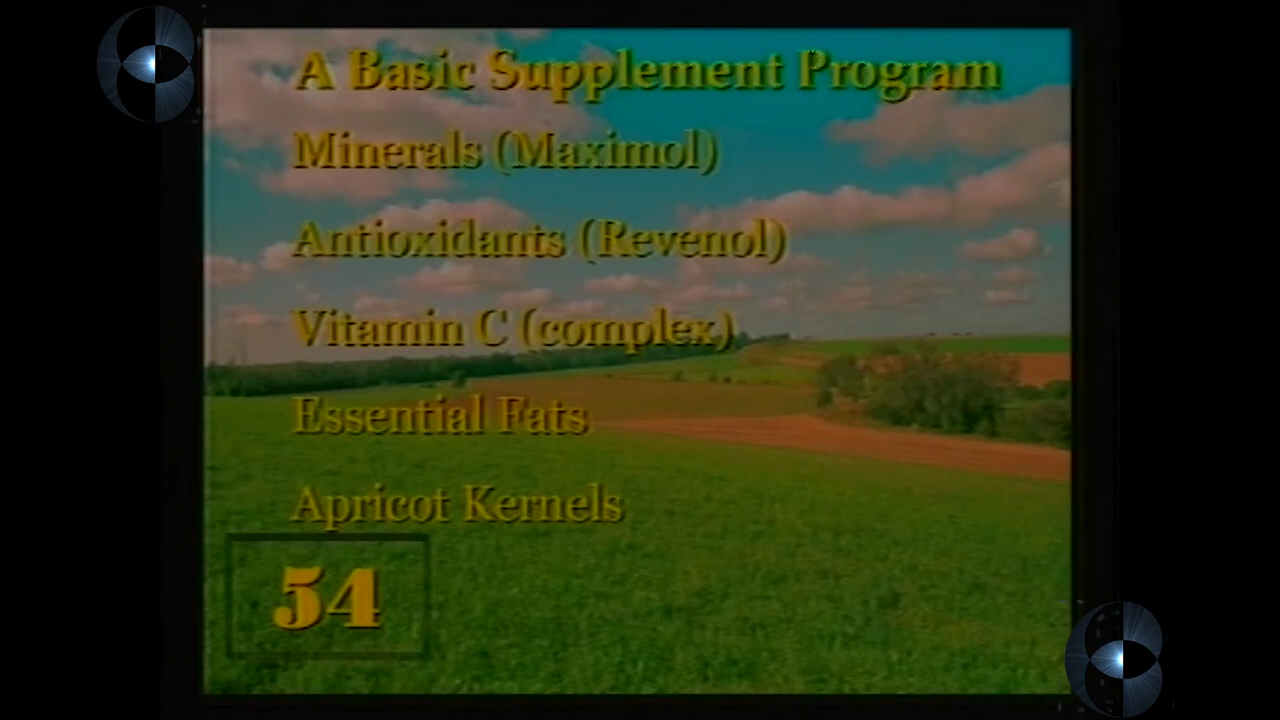 A Basic Supplement Program
Minerals (Maximol)
Antioxidants (Revenol)
Vitamin C (complex)
Essential Fats
Apricot Kernels
54